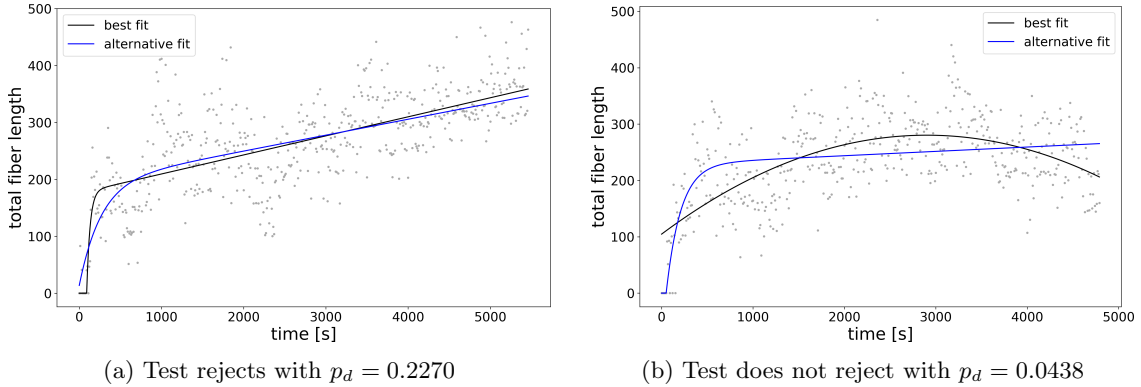 500
400
300
200
100
0
total fiber length
best fit
alternative fit
0
1000
2000
3000
4000
5000
time [s]
(a) Test rejects with p_d = 0.2270
500
400
300
200
100
0
total fiber length
best fit
alternative fit
0
1000
2000
3000
4000
5000
time [s]
(b) Test does not reject with p_d = 0.0438